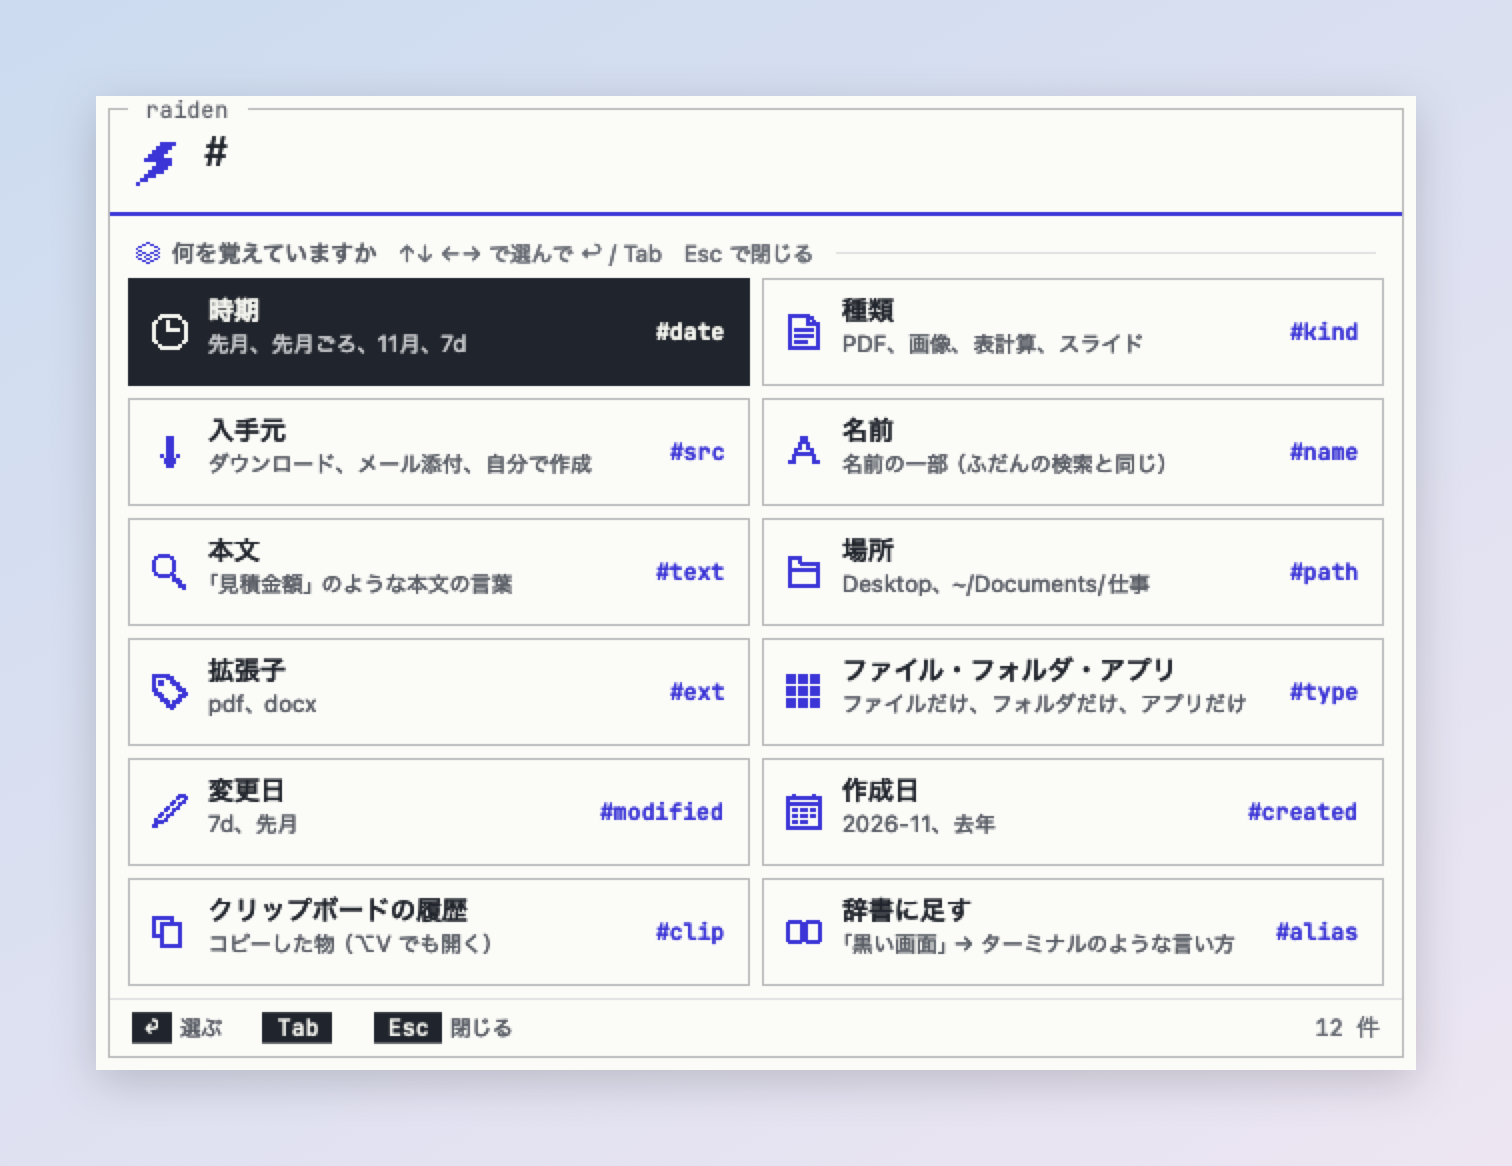 raiden
#
何を覚えていますか ↑↓ ←→ で選んで ⏎ / Tab Esc で閉じる
時期
先月、先月ごろ、11月、7d
#date
種類
PDF、画像、表計算、スライド
#kind
入手元
ダウンロード、メール添付、自分で作成
#src
名前
名前の一部（ふだんの検索と同じ）
#name
本文
「見積金額」のような本文の言葉
#text
場所
Desktop、~/Documents/仕事
#path
拡張子
pdf、docx
#ext
ファイル・フォルダ・アプリ
ファイルだけ、フォルダだけ、アプリだけ
#type
変更日
7d、先月
#modified
作成日
2026-11、去年
#created
クリップボードの履歴
コピーした物（⌥V でも開く）
#clip
辞書に足す
「黒い画面」→ ターミナルのような言い方
#alias
⏎ 選ぶ Tab Esc 閉じる
12 件